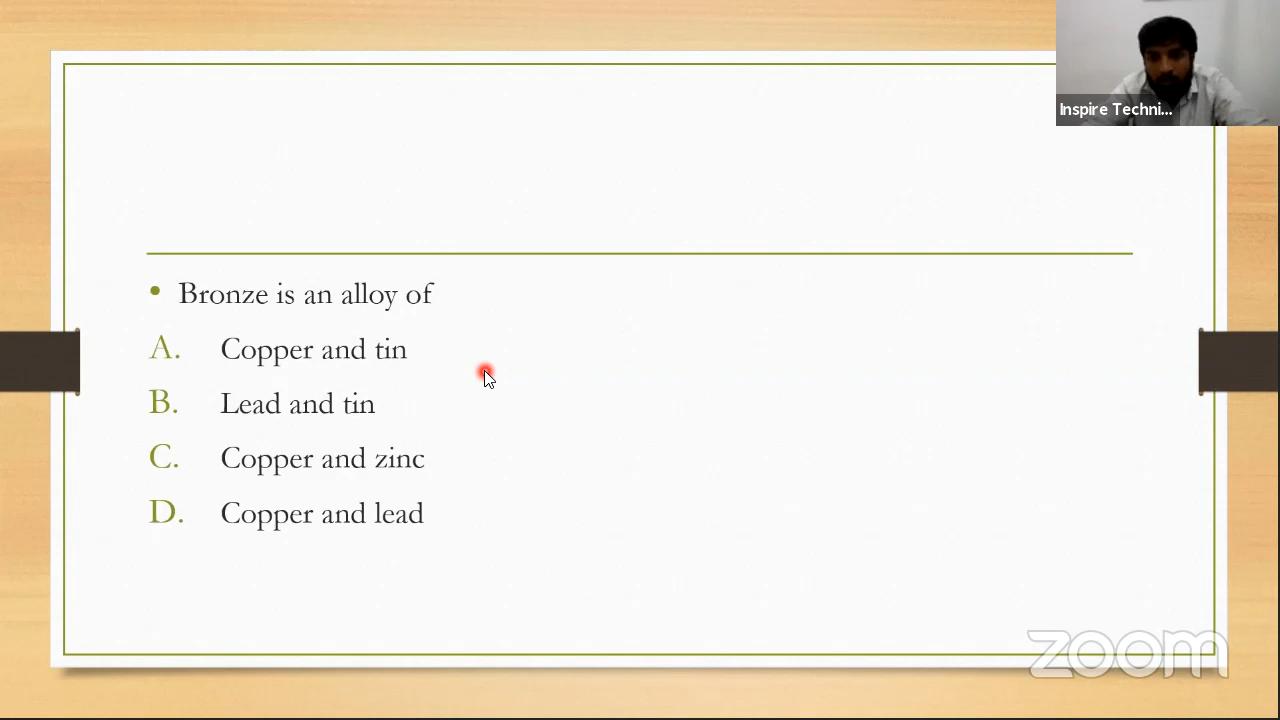 Inspire Techni...
• Bronze is an alloy of
A. Copper and tin
B. Lead and tin
C. Copper and zinc
D. Copper and lead
zoom